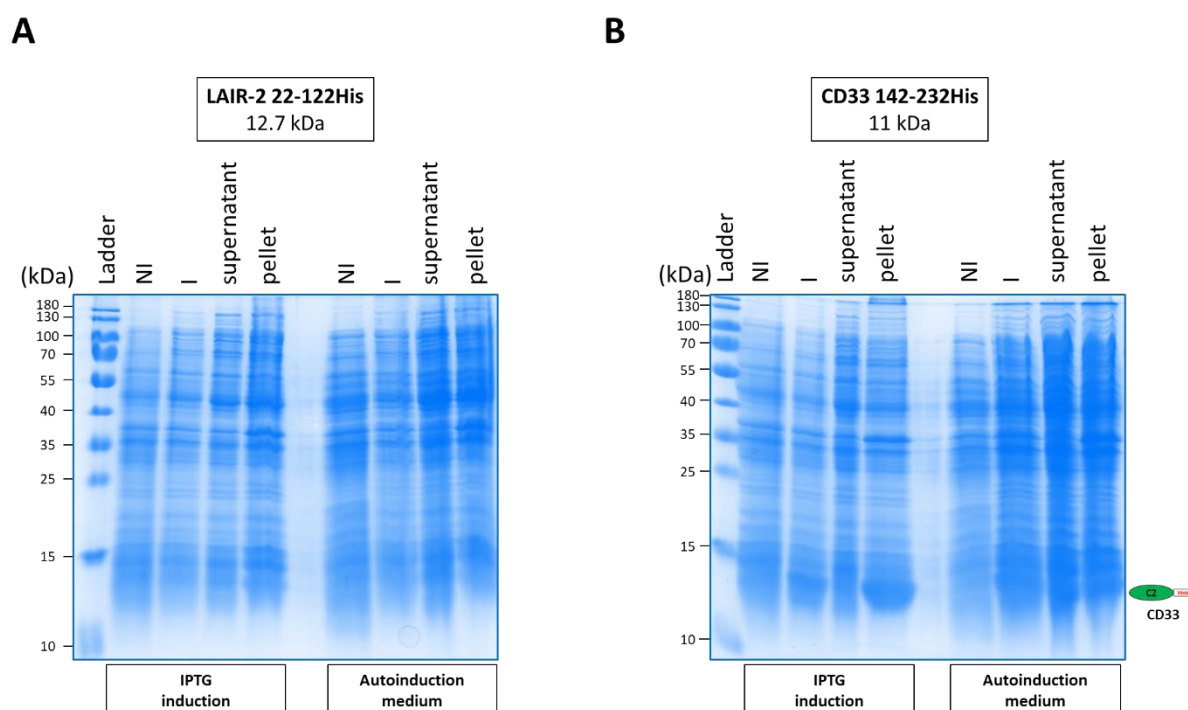 A
B
LAIR-2 22-122His
12.7 kDa
CD33 142-232His
11 kDa
(kDa)
Ladder
NI
I
supernatant
pellet
NI
I
supernatant
pellet
180
130
100
70
55
40
35
25
15
10
IPTG
induction
Autoinduction
medium
(kDa)
Ladder
NI
I
supernatant
pellet
NI
I
supernatant
pellet
180
130
100
70
55
40
35
25
15
10
C2
CD33
IPTG
induction
Autoinduction
medium